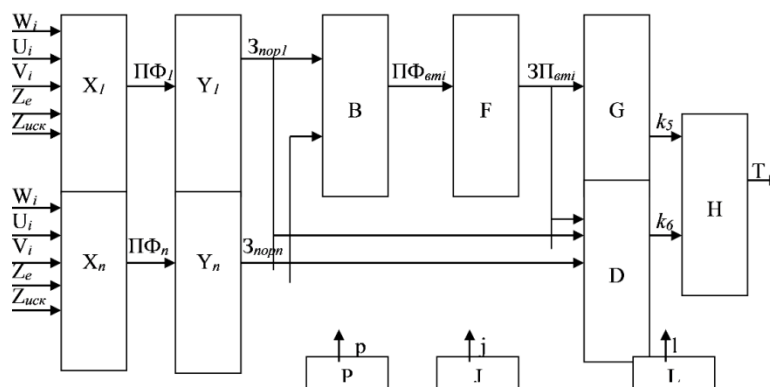 W_i
U_i
V_i
Z_e
Z_иск
X_1
ПФ_1
Y_1
З_пор1
B
ПФ_втi
F
ЗП_втi
G
k_5
H
T
W_i
U_i
V_i
Z_e
Z_иск
X_n
ПФ_n
Y_n
З_порn
D
k_6
p
P
j
J
l
L